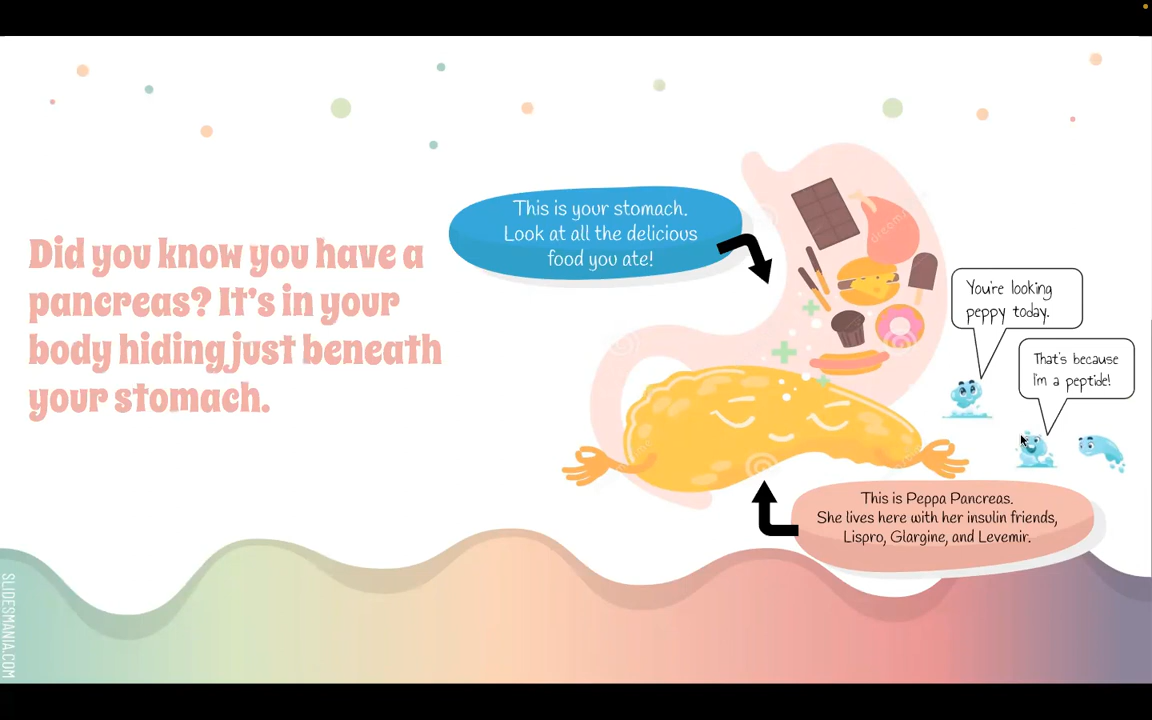 Did you know you have a
pancreas? It's in your
body hiding just beneath
your stomach.
This is your stomach.
Look at all the delicious
food you ate!
You're looking
peppy today.
That's because
I'm a peptide!
This is Peppa Pancreas.
She lives here with her insulin friends,
Lispro, Glargine, and Levemir.
SLIDESMANIA.COM
dreamstime